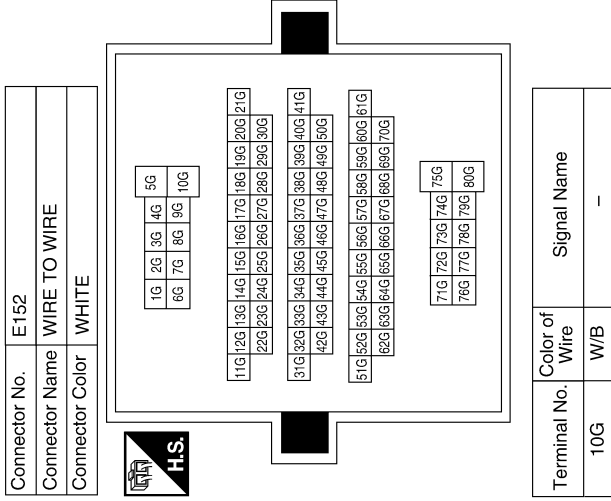 Connector No. E152
Connector Name WIRE TO WIRE
Connector Color WHITE
H.S.
1G 2G 3G 4G 5G
6G 7G 8G 9G 10G
11G 12G 13G 14G 15G 16G 17G 18G 19G 20G 21G
22G 23G 24G 25G 26G 27G 28G 29G 30G
31G 32G 33G 34G 35G 36G 37G 38G 39G 40G 41G
42G 43G 44G 45G 46G 47G 48G 49G 50G
51G 52G 53G 54G 55G 56G 57G 58G 59G 60G 61G
62G 63G 64G 65G 66G 67G 68G 69G 70G
71G 72G 73G 74G 75G
76G 77G 78G 79G 80G
Terminal No. Color of Wire Signal Name
10G W/B –